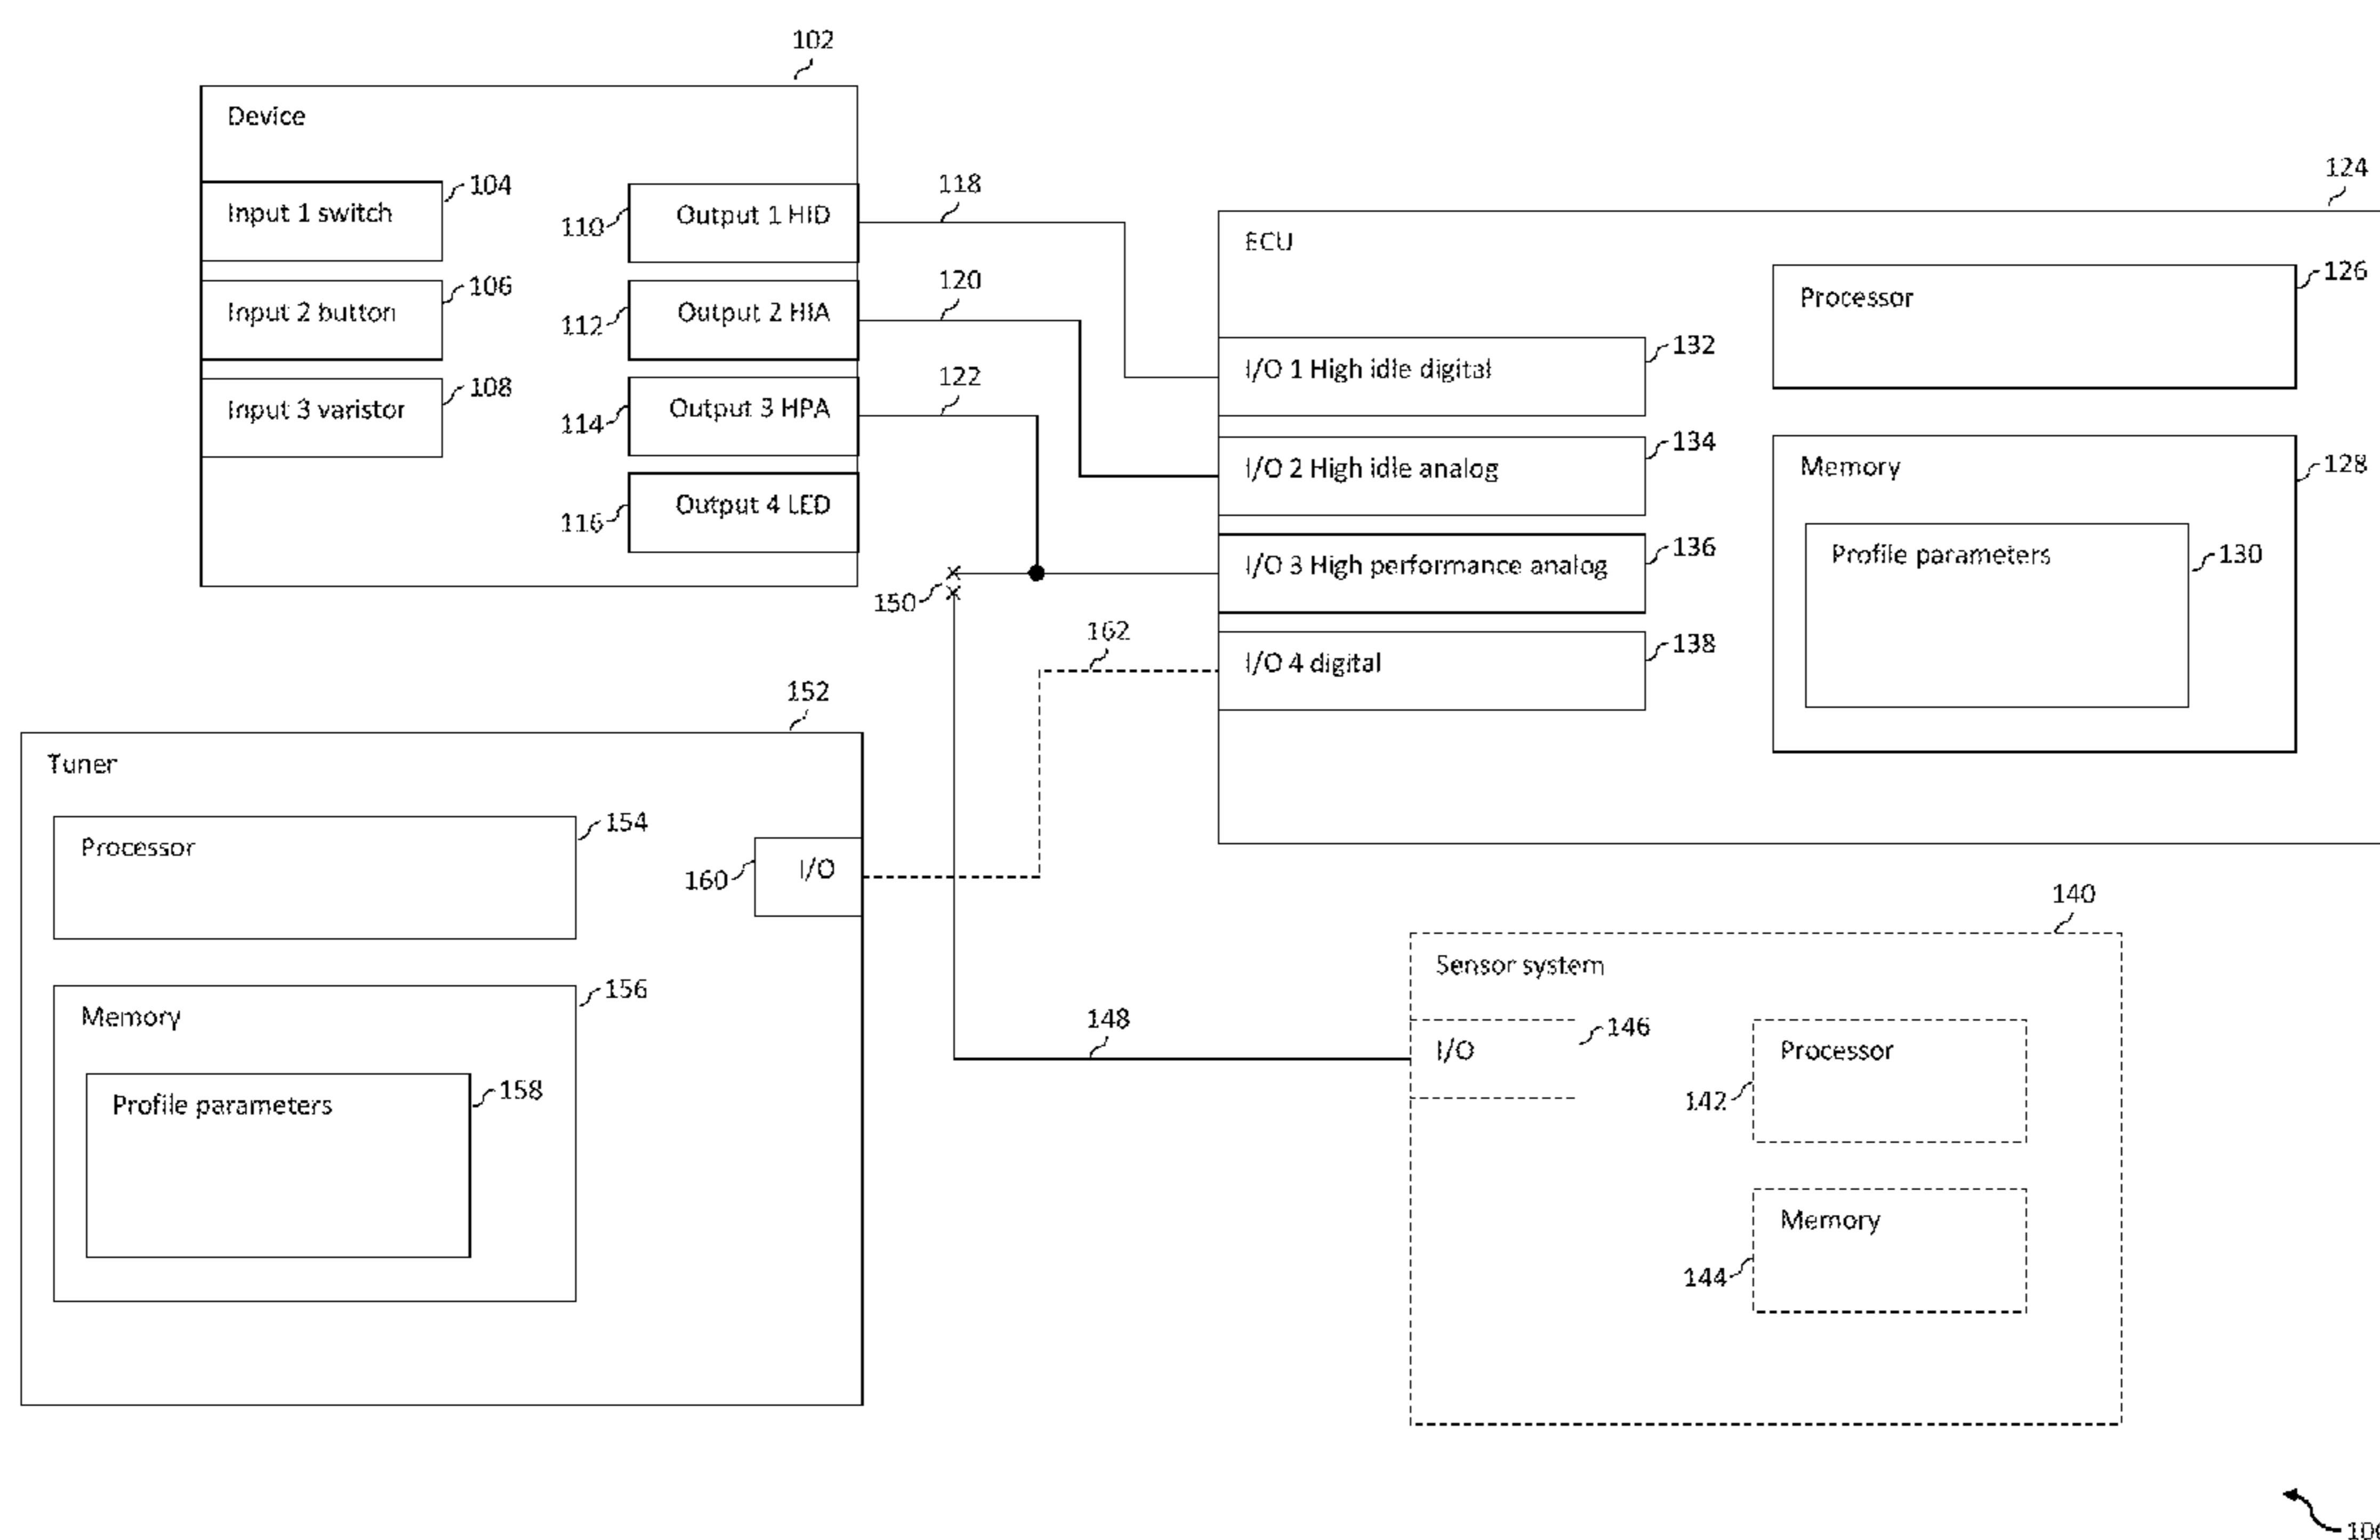 102
Device
Input 1 switch
104
Input 2 button
106
Input 3 varistor
108
110
Output 1 HID
112
Output 2 HIA
114
Output 3 HPA
116
Output 4 LED
118
120
122
124
ECU
I/O 1 High idle digital
132
I/O 2 High idle analog
134
I/O 3 High performance analog
136
I/O 4 digital
138
Processor
126
Memory
128
Profile parameters
130
150
162
152
Tuner
Processor
154
160
I/O
Memory
156
Profile parameters
158
148
140
Sensor system
I/O
146
Processor
142
Memory
144